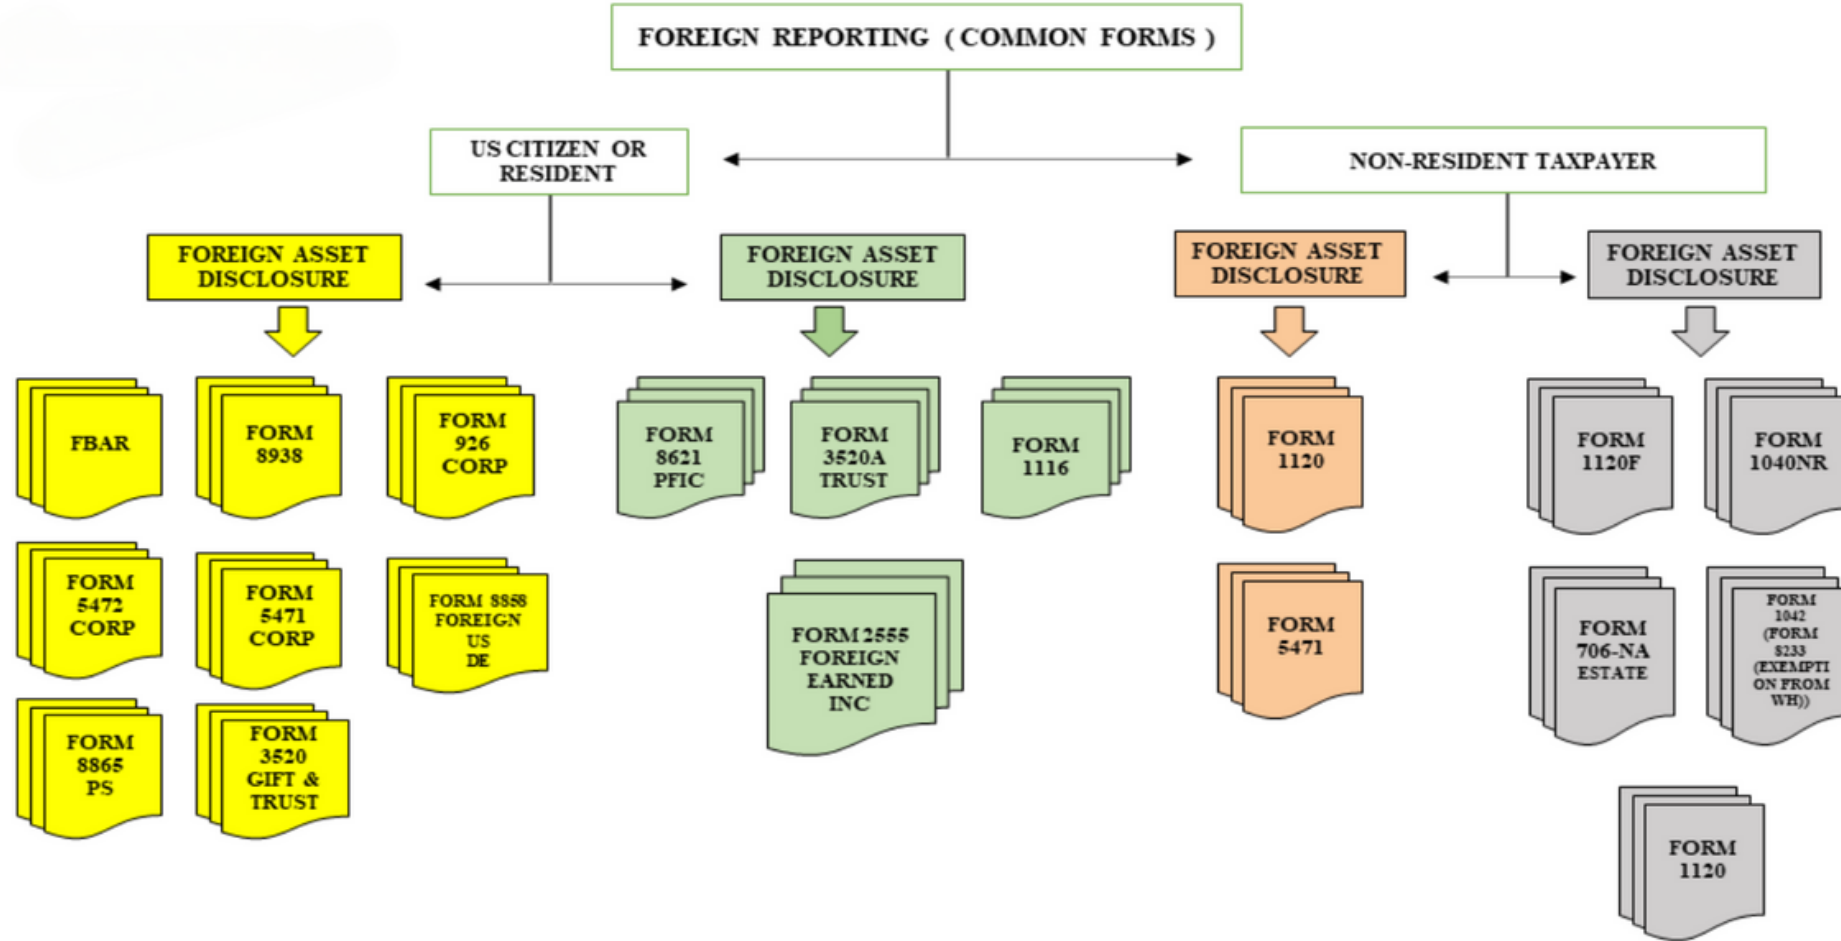 FOREIGN REPORTING ( COMMON FORMS )
US CITIZEN OR
RESIDENT
NON-RESIDENT TAXPAYER
FOREIGN ASSET
DISCLOSURE
FOREIGN ASSET
DISCLOSURE
FOREIGN ASSET
DISCLOSURE
FOREIGN ASSET
DISCLOSURE
FBAR
FORM
8938
FORM
926
CORP
FORM
8621
PFIC
FORM
3520A
TRUST
FORM
1116
FORM
1120
FORM
1120F
FORM
1040NR
FORM
5472
CORP
FORM
5471
CORP
FORM 8858
FOREIGN
US
DE
FORM 2555
FOREIGN
EARNED
INC
FORM
5471
FORM
706-NA
ESTATE
FORM
1042
(FORM
8233
(EXEMPTI
ON FROM
WH))
FORM
8865
PS
FORM
3520
GIFT &
TRUST
FORM
1120